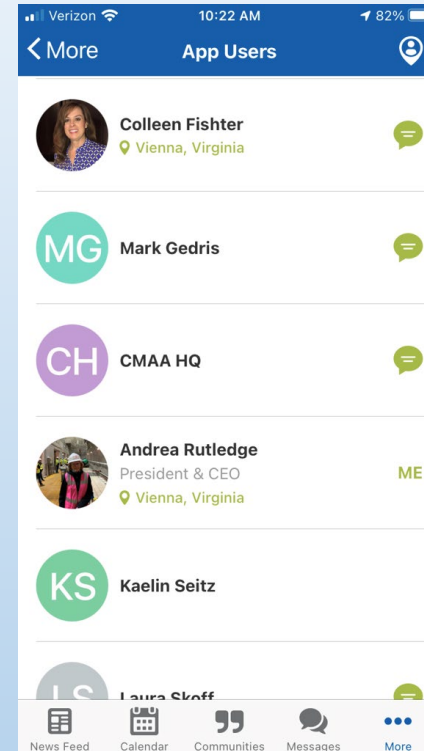 Verizon 10:22 AM 82%
More App Users
Colleen Fishter
Vienna, Virginia
MG Mark Gedris
CH CMAA HQ
Andrea Rutledge
President & CEO
ME
Vienna, Virginia
KS Kaelin Seitz
LS Laura Skoff
News Feed Calendar Communities Messages More